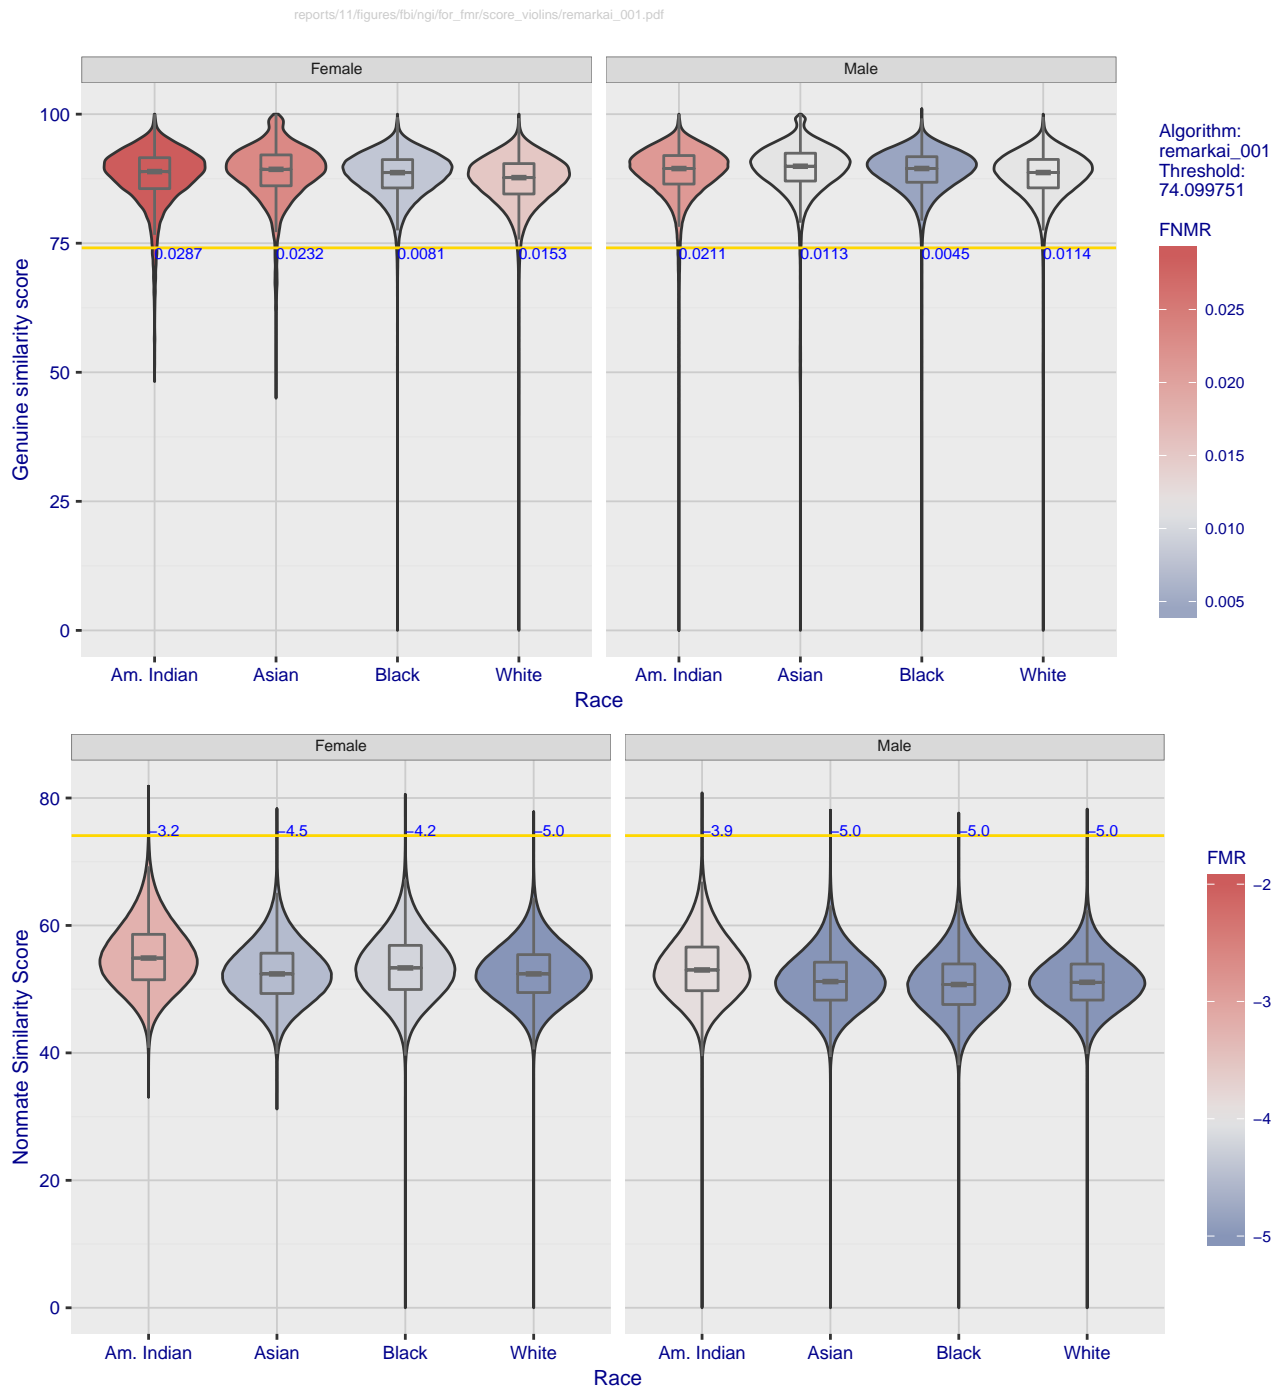 reports/11/figures/fbi/ngi/for_fmr/score_violins/remarkai_001.pdf
Female
Male
100
75
50
25
0
Genuine similarity score
0.0287
0.0232
0.0081
0.0153
0.0211
0.0113
0.0045
0.0114
Am. Indian
Asian
Black
White
Am. Indian
Asian
Black
White
Race
Algorithm:
remarkai_001
Threshold:
74.099751
FNMR
0.025
0.020
0.015
0.010
0.005
Female
Male
80
60
40
20
0
Nonmate Similarity Score
−3.2
−4.5
−4.2
−5.0
−3.9
−5.0
−5.0
−5.0
Am. Indian
Asian
Black
White
Am. Indian
Asian
Black
White
Race
FMR
−2
−3
−4
−5